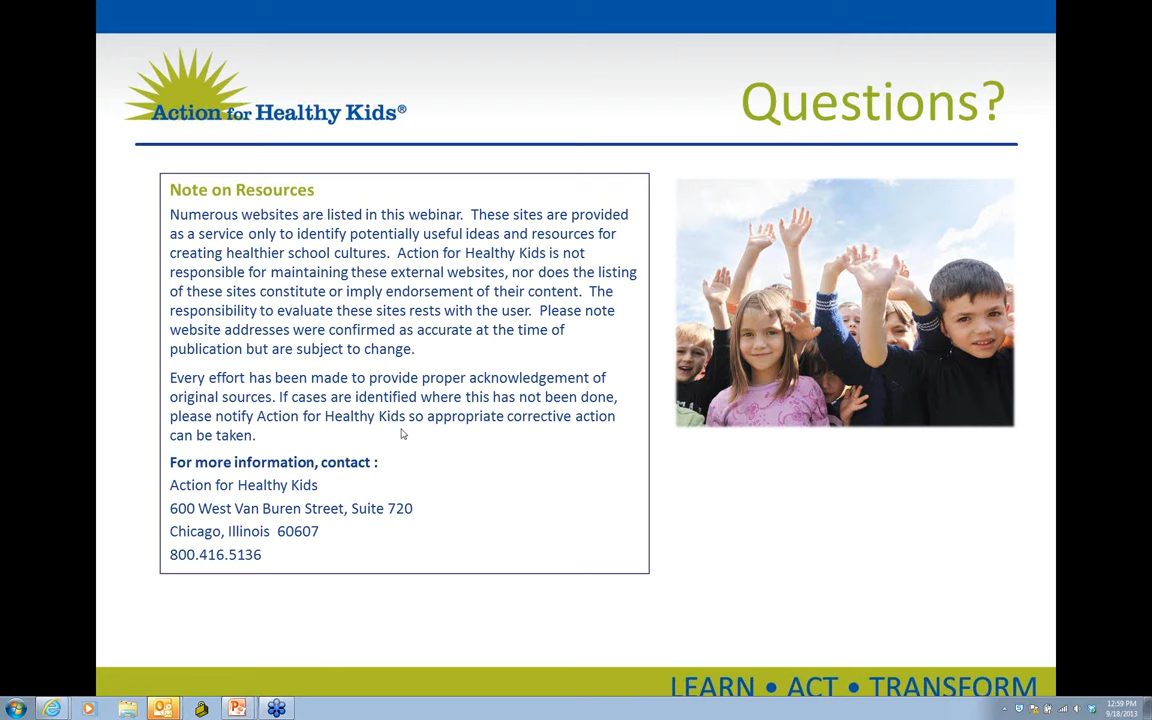 Action for Healthy Kids®
Questions?
Note on Resources
Numerous websites are listed in this webinar.  These sites are provided
as a service only to identify potentially useful ideas and resources for
creating healthier school cultures.  Action for Healthy Kids is not
responsible for maintaining these external websites, nor does the listing
of these sites constitute or imply endorsement of their content.  The
responsibility to evaluate these sites rests with the user.  Please note
website addresses were confirmed as accurate at the time of
publication but are subject to change.
Every effort has been made to provide proper acknowledgement of
original sources. If cases are identified where this has not been done,
please notify Action for Healthy Kids so appropriate corrective action
can be taken.
For more information, contact :
Action for Healthy Kids
600 West Van Buren Street, Suite 720
Chicago, Illinois  60607
800.416.5136
LEARN • ACT • TRANSFORM
12:59 PM
9/18/2013